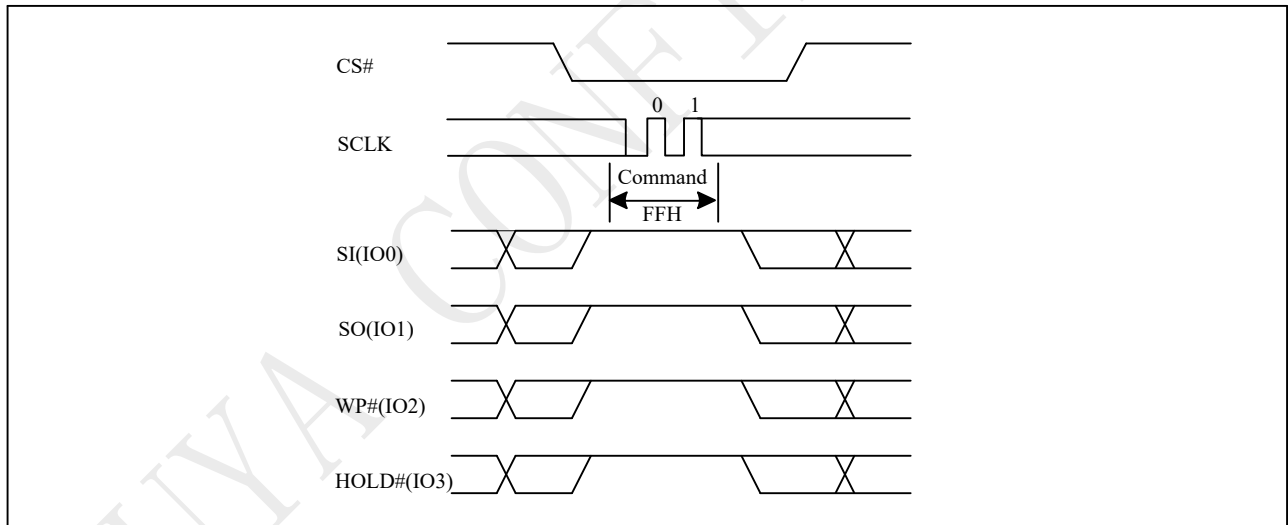 CS#
0 1
SCLK
Command
FFH
SI(IO0)
SO(IO1)
WP#(IO2)
HOLD#(IO3)